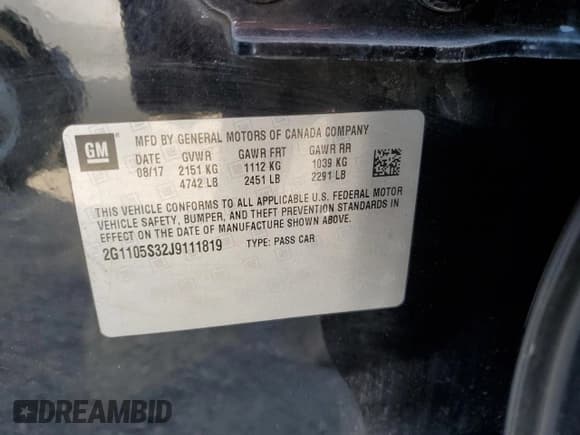 GM
MFD BY GENERAL MOTORS OF CANADA COMPANY
DATE GVWR GAWR FRT GAWR RR
08/17 2151 KG 1112 KG 1039 KG
4742 LB 2451 LB 2291 LB
THIS VEHICLE CONFORMS TO ALL APPLICABLE U.S. FEDERAL MOTOR
VEHICLE SAFETY, BUMPER, AND THEFT PREVENTION STANDARDS IN
EFFECT ON THE DATE OF MANUFACTURE SHOWN ABOVE.
2G1105S32J9111819 TYPE: PASS CAR
DREAMBID